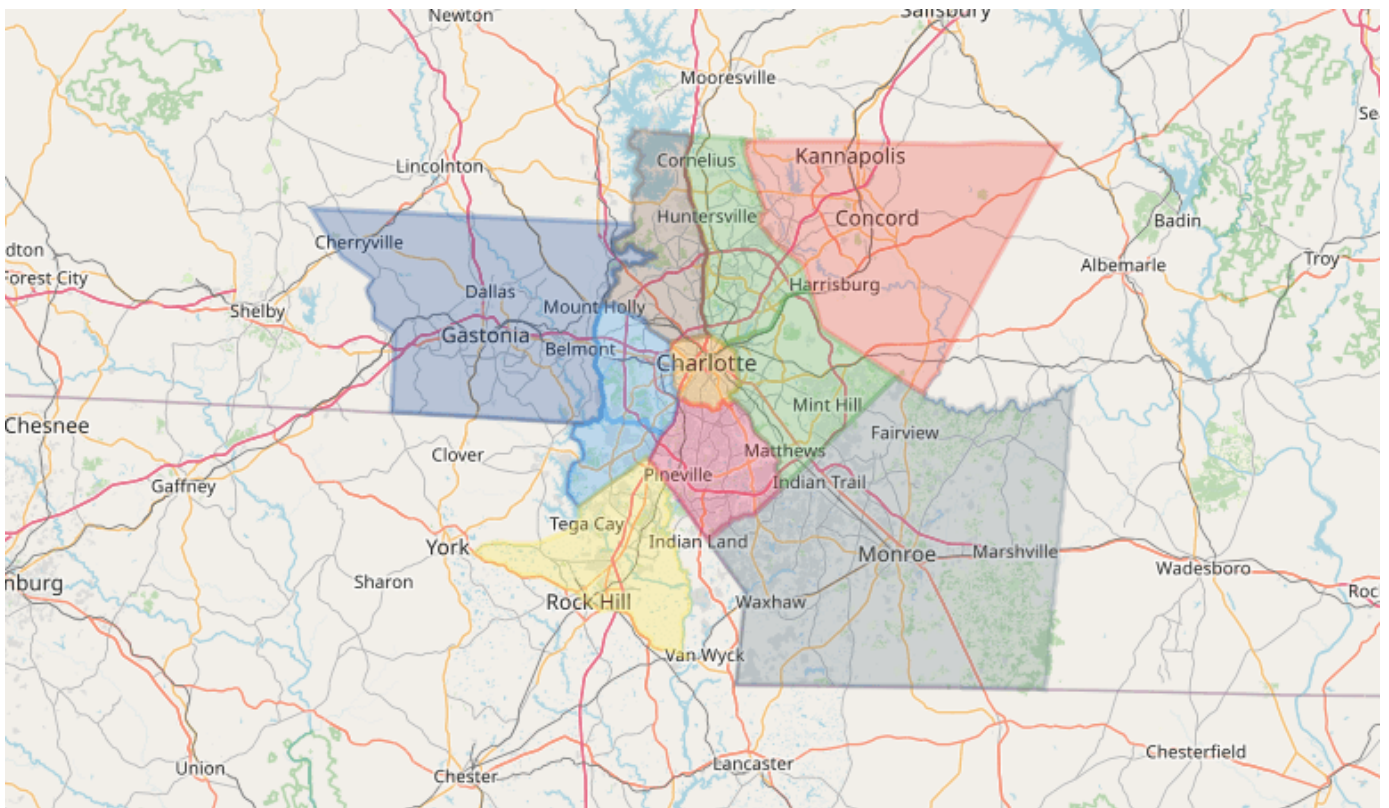 Newton
Salisbury
Mooresville
Kannapolis
Cornelius
Lincolnton
Huntersville
Concord
Badin
Cherryville
dton
Troy
Albemarle
Forest City
Harrisburg
Dallas
Mount Holly
Shelby
Gastonia
Belmont
Charlotte
Mint Hill
Chesnee
Fairview
Clover
Matthews
Pineville
Indian Trail
Gaffney
Tega Cay
Indian Land
York
Monroe
Marshville
Wadesboro
nburg
Sharon
Rock Hill
Waxhaw
Roc
Van Wyck
Chesterfield
Lancaster
Union
Chester